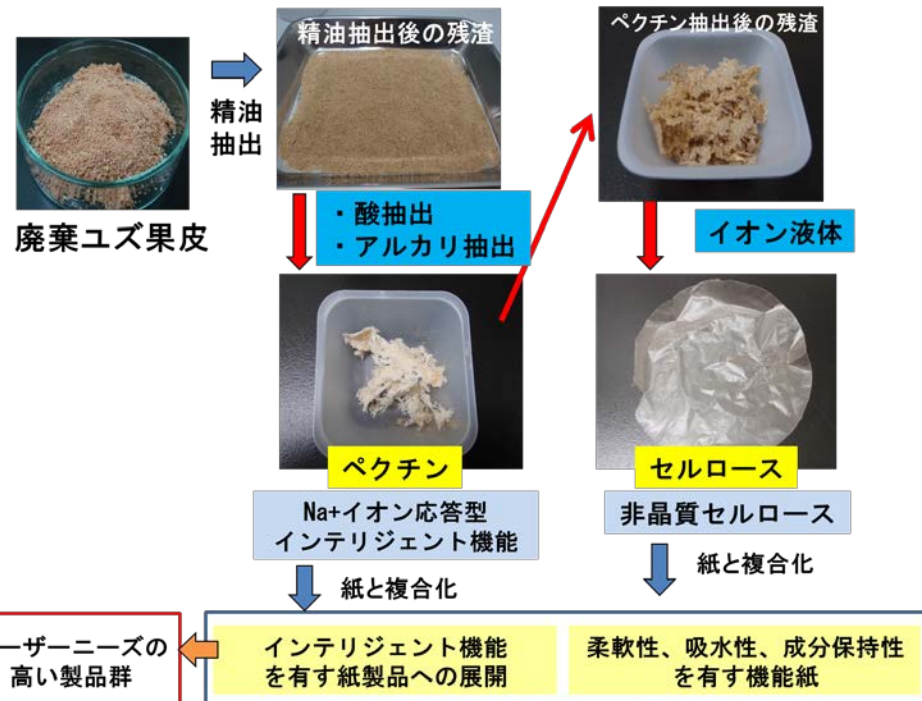 精油抽出後の残渣
ペクチン抽出後の残渣
精油
抽出
廃棄ユズ果皮
・酸抽出
・アルカリ抽出
イオン液体
ペクチン
セルロース
Na+イオン応答型
インテリジェント機能
非晶質セルロース
紙と複合化
紙と複合化
ーザーニーズの
高い製品群
インテリジェント機能
を有す紙製品への展開
柔軟性、吸水性、成分保持性
を有す機能紙